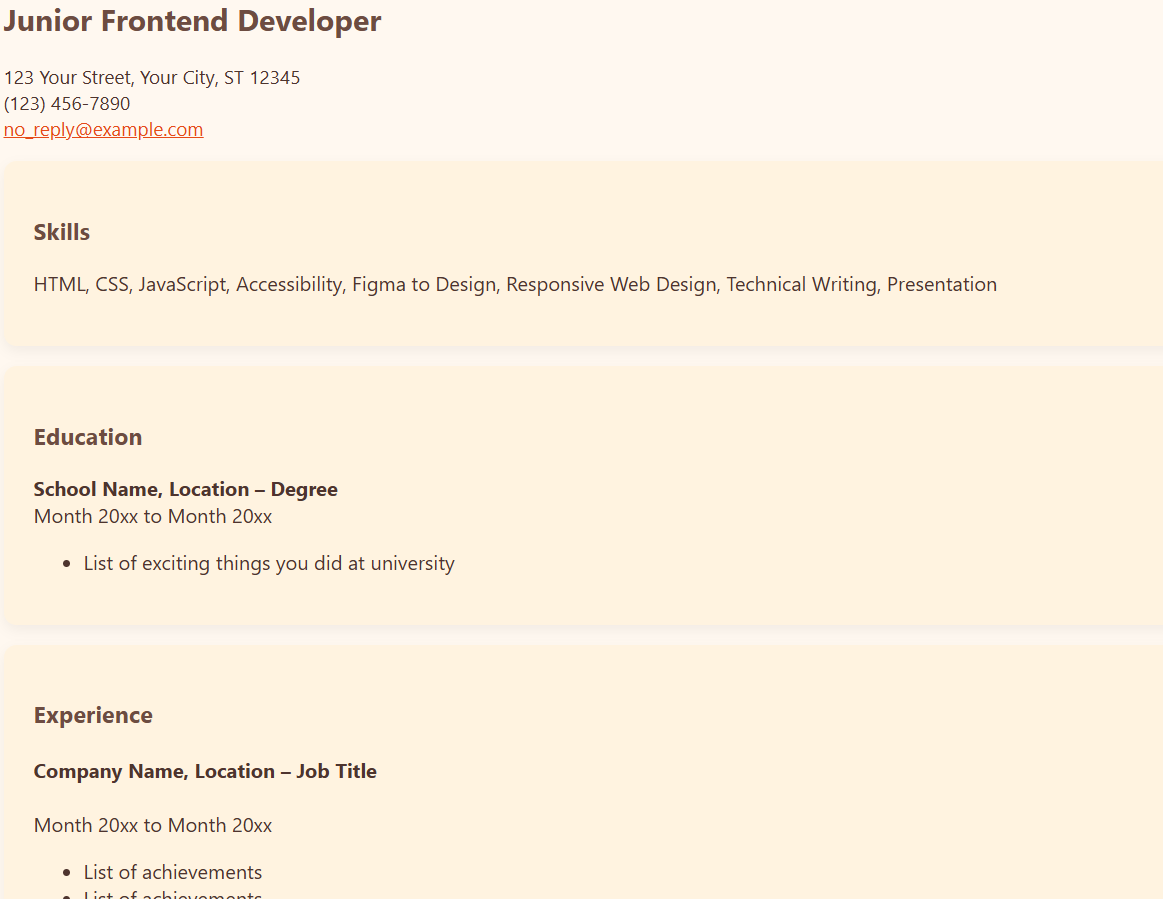 Junior Frontend Developer
123 Your Street, Your City, ST 12345
(123) 456-7890
no_reply@example.com
Skills
HTML, CSS, JavaScript, Accessibility, Figma to Design, Responsive Web Design, Technical Writing, Presentation
Education
School Name, Location – Degree
Month 20xx to Month 20xx
• List of exciting things you did at university
Experience
Company Name, Location – Job Title
Month 20xx to Month 20xx
• List of achievements
• List of achievements